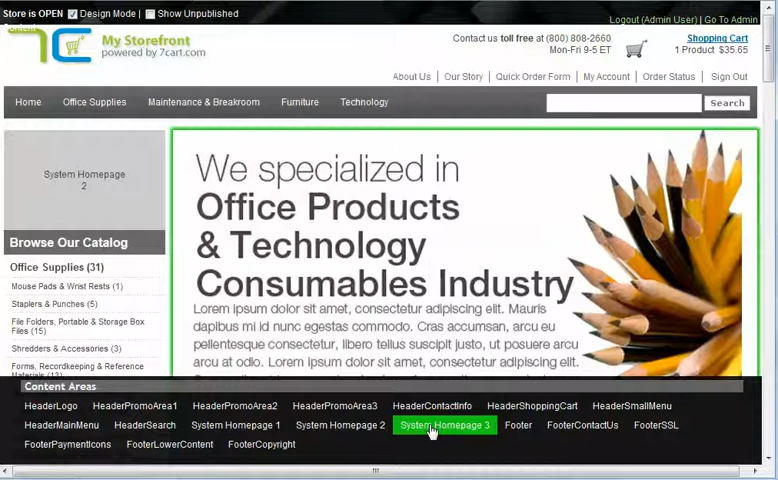 Store is OPEN Design Mode | Show Unpublished
Logout (Admin User) | Go To Admin
7C My Storefront
powered by 7cart.com
Contact us toll free at (800) 808-2660
Mon-Fri 9-5 ET
Shopping Cart
1 Product $35.65
About Us | Our Story | Quick Order Form | My Account | Order Status | Sign Out
Home Office Supplies Maintenance & Breakroom Furniture Technology Search
System Homepage
2
Browse Our Catalog
Office Supplies (31)
Mouse Pads & Wrist Rests (1)
Staplers & Punches (5)
File Folders, Portable & Storage Box
Files (15)
Shredders & Accessories (3)
Forms, Recordkeeping & Reference
Materials (13)
We specialized in
Office Products
& Technology
Consumables Industry
Lorem ipsum dolor sit amet, consectetur adipiscing elit. Mauris
dapibus mi id nunc egestas commodo. Cras accumsan, arcu eu
pellentesque consectetur, libero tellus suscipit justo, ut posuere arcu
arcu at odio. Lorem ipsum dolor sit amet, consectetur adipiscing elit.
Content Areas
HeaderLogo HeaderPromoArea1 HeaderPromoArea2 HeaderPromoArea3 HeaderContactInfo HeaderShoppingCart HeaderSmallMenu
HeaderMainMenu HeaderSearch System Homepage 1 System Homepage 2 System Homepage 3 Footer FooterContactUs FooterSSL
FooterPaymentIcons FooterLowerContent FooterCopyright